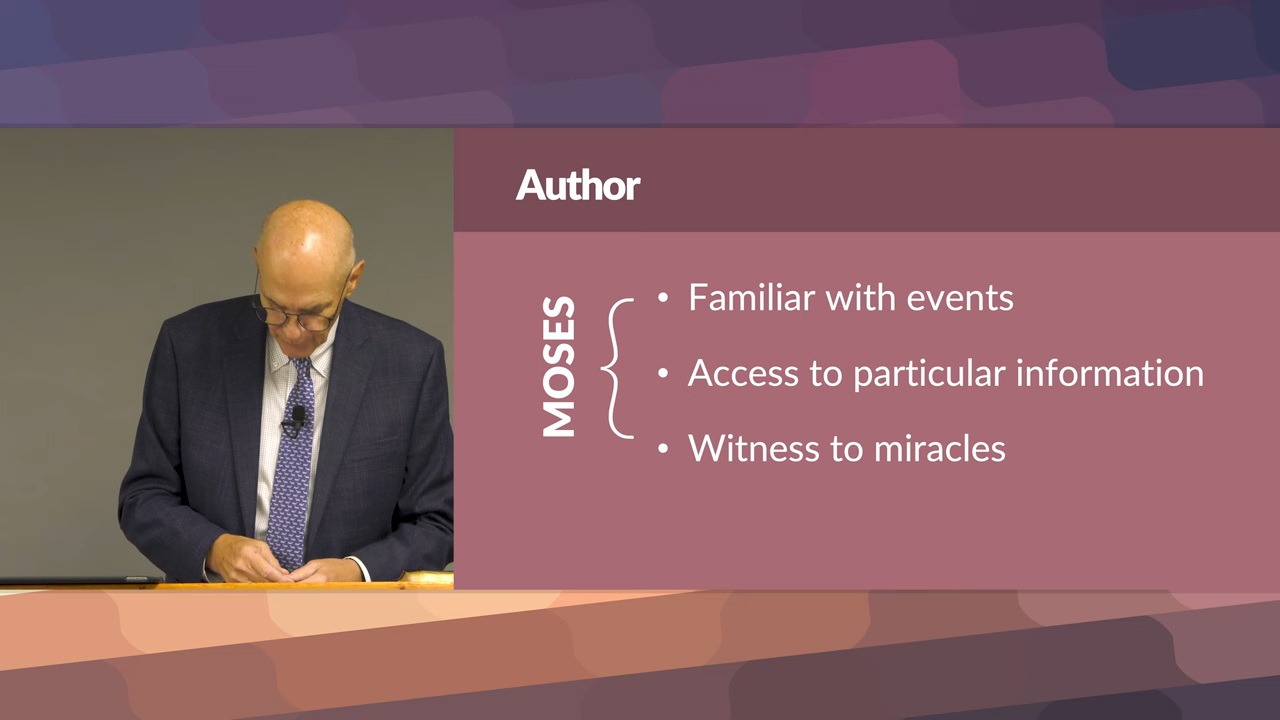 Author
MOSES
• Familiar with events
• Access to particular information
• Witness to miracles